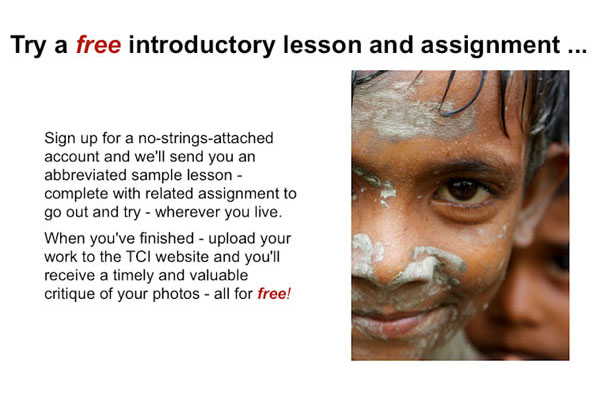 Try a free introductory lesson and assignment ...
Sign up for a no-strings-attached
account and we'll send you an
abbreviated sample lesson -
complete with related assignment to
go out and try - wherever you live.
When you've finished - upload your
work to the TCI website and you'll
receive a timely and valuable
critique of your photos - all for free!